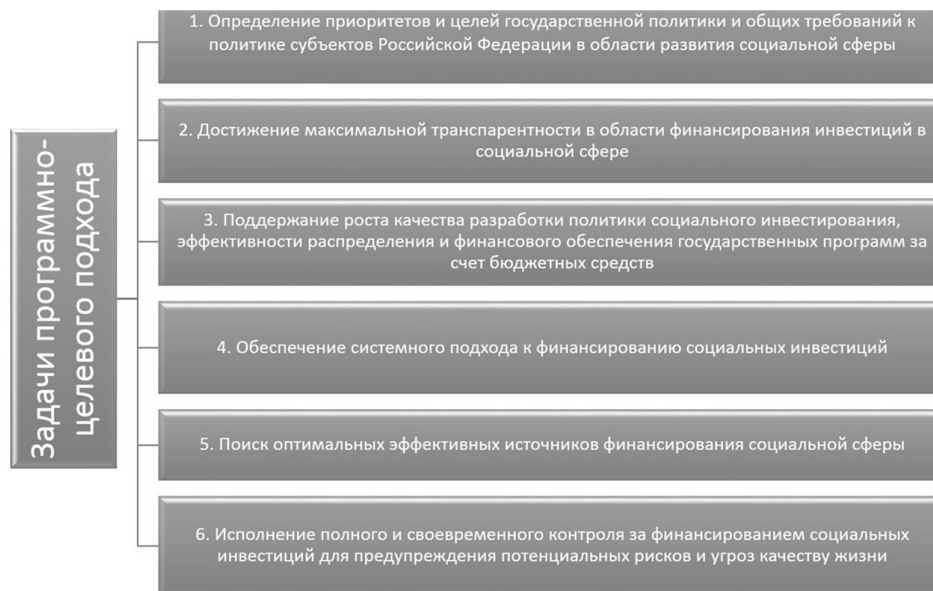 Задачи программно-
целевого подхода
1. Определение приоритетов и целей государственной политики и общих требований к
политике субъектов Российской Федерации в области развития социальной сферы
2. Достижение максимальной транспарентности в области финансирования инвестиций в
социальной сфере
3. Поддержание роста качества разработки политики социального инвестирования,
эффективности распределения и финансового обеспечения государственных программ за
счет бюджетных средств
4. Обеспечение системного подхода к финансированию социальных инвестиций
5. Поиск оптимальных эффективных источников финансирования социальной сферы
6. Исполнение полного и своевременного контроля за финансированием социальных
инвестиций для предупреждения потенциальных рисков и угроз качеству жизни